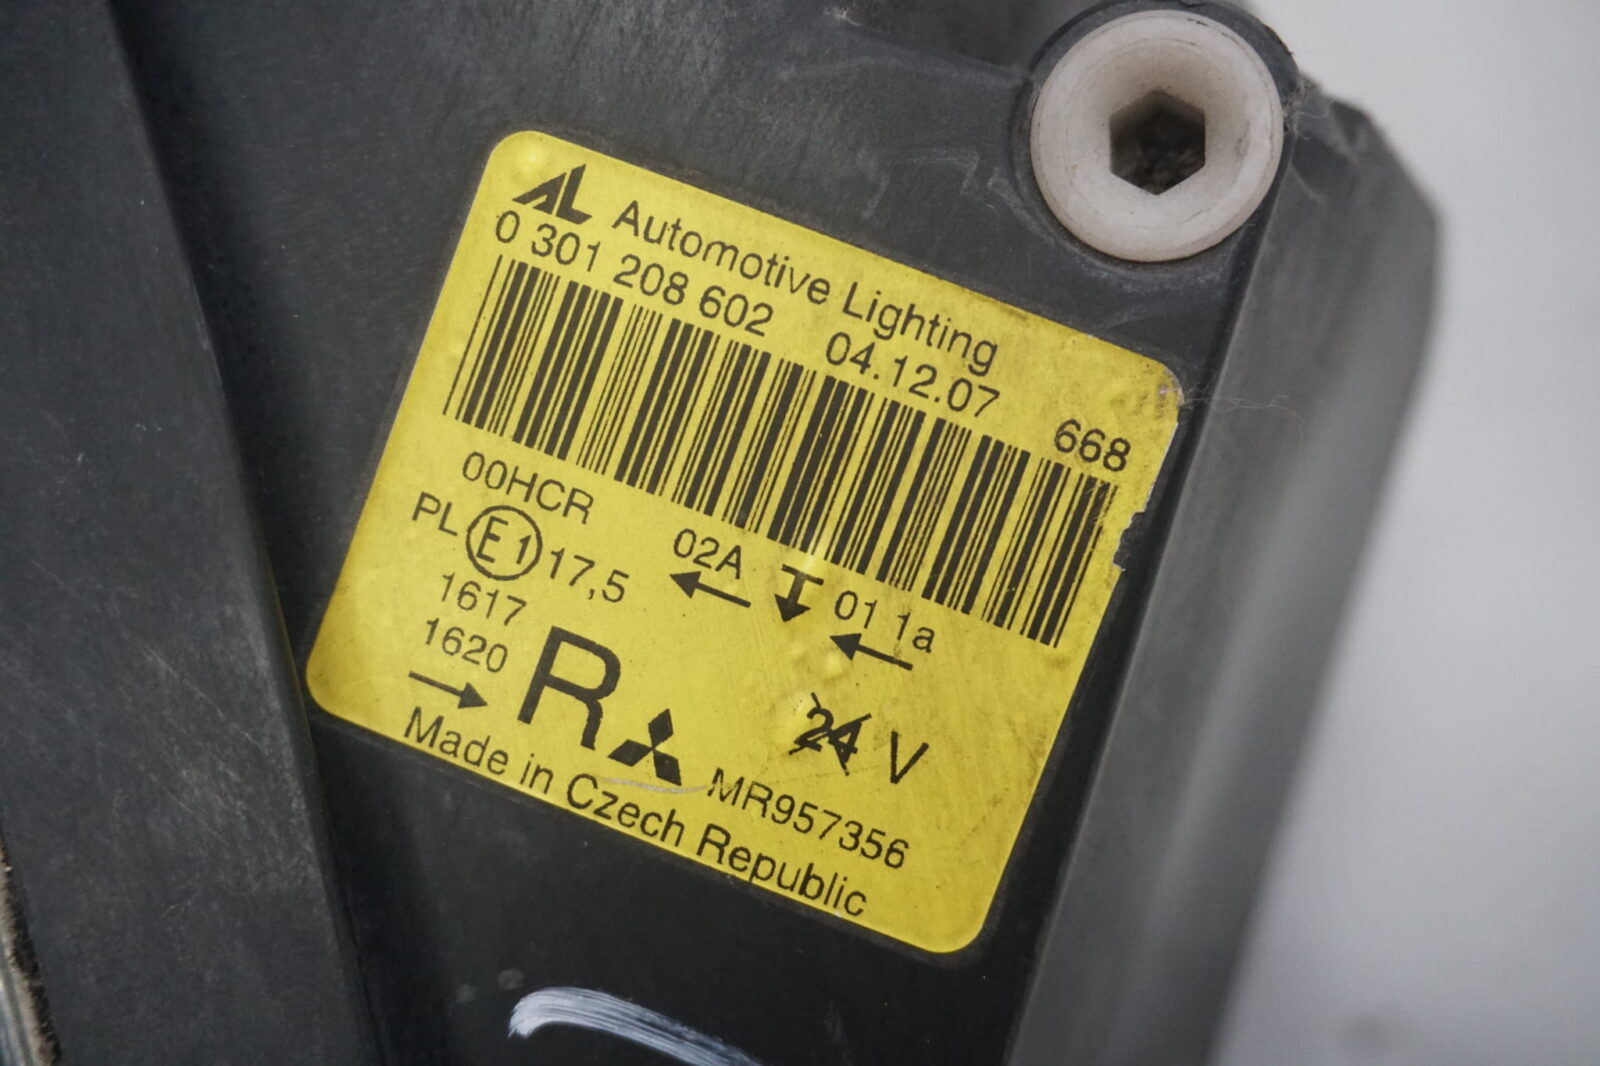 AL Automotive Lighting
0 301 208 602 04.12.07 668
00HCR 02A 01 1a
PL E1 17,5
1617
1620
R 24 V
MR957356
Made in Czech Republic